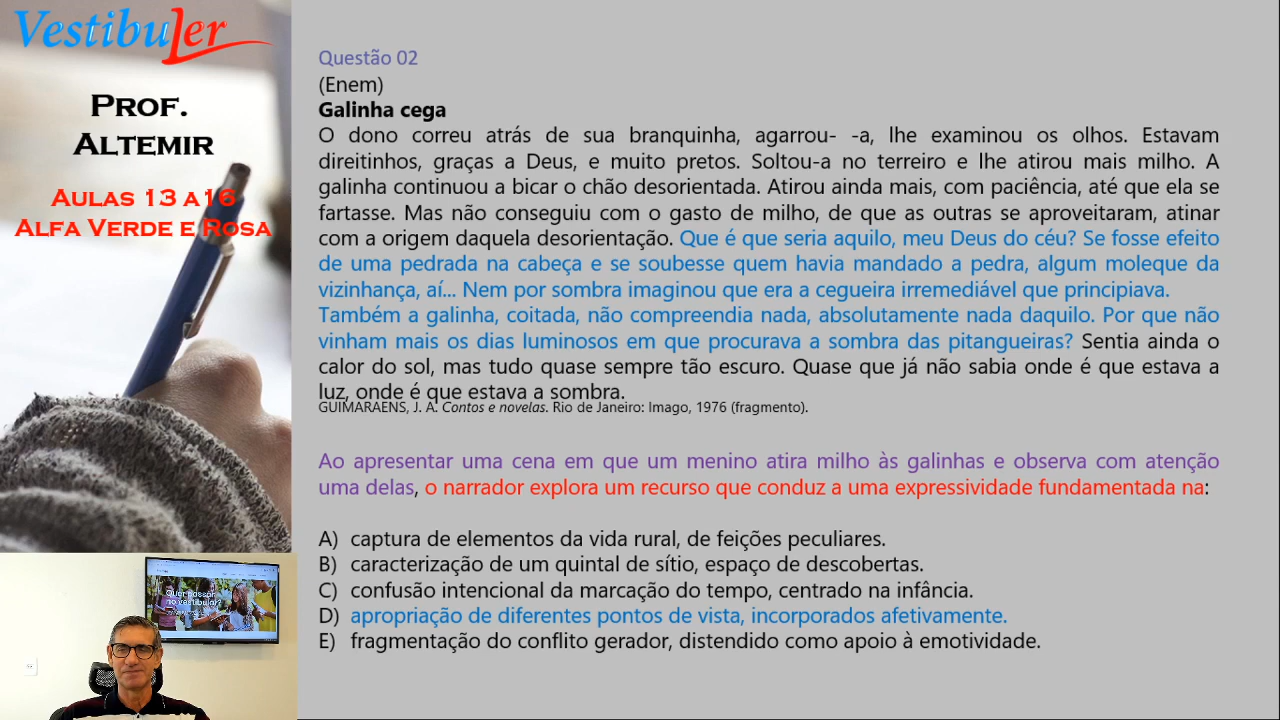 VestibuLer
PROF.
ALTEMIR
AULAS 13 A 16
ALFA VERDE E ROSA
Questão 02
(Enem)
Galinha cega
O dono correu atrás de sua branquinha, agarrou- -a, lhe examinou os olhos. Estavam
direitinhos, graças a Deus, e muito pretos. Soltou-a no terreiro e lhe atirou mais milho. A
galinha continuou a bicar o chão desorientada. Atirou ainda mais, com paciência, até que ela se
fartasse. Mas não conseguiu com o gasto de milho, de que as outras se aproveitaram, atinar
com a origem daquela desorientação. Que é que seria aquilo, meu Deus do céu? Se fosse efeito
de uma pedrada na cabeça e se soubesse quem havia mandado a pedra, algum moleque da
vizinhança, aí... Nem por sombra imaginou que era a cegueira irremediável que principiava.
Também a galinha, coitada, não compreendia nada, absolutamente nada daquilo. Por que não
vinham mais os dias luminosos em que procurava a sombra das pitangueiras? Sentia ainda o
calor do sol, mas tudo quase sempre tão escuro. Quase que já não sabia onde é que estava a
luz, onde é que estava a sombra.
GUIMARAENS, J. A. Contos e novelas. Rio de Janeiro: Imago, 1976 (fragmento).
Ao apresentar uma cena em que um menino atira milho às galinhas e observa com atenção
uma delas, o narrador explora um recurso que conduz a uma expressividade fundamentada na:
A) captura de elementos da vida rural, de feições peculiares.
B) caracterização de um quintal de sítio, espaço de descobertas.
C) confusão intencional da marcação do tempo, centrado na infância.
D) apropriação de diferentes pontos de vista, incorporados afetivamente.
E) fragmentação do conflito gerador, distendido como apoio à emotividade.
Quer passar
no vestibular?